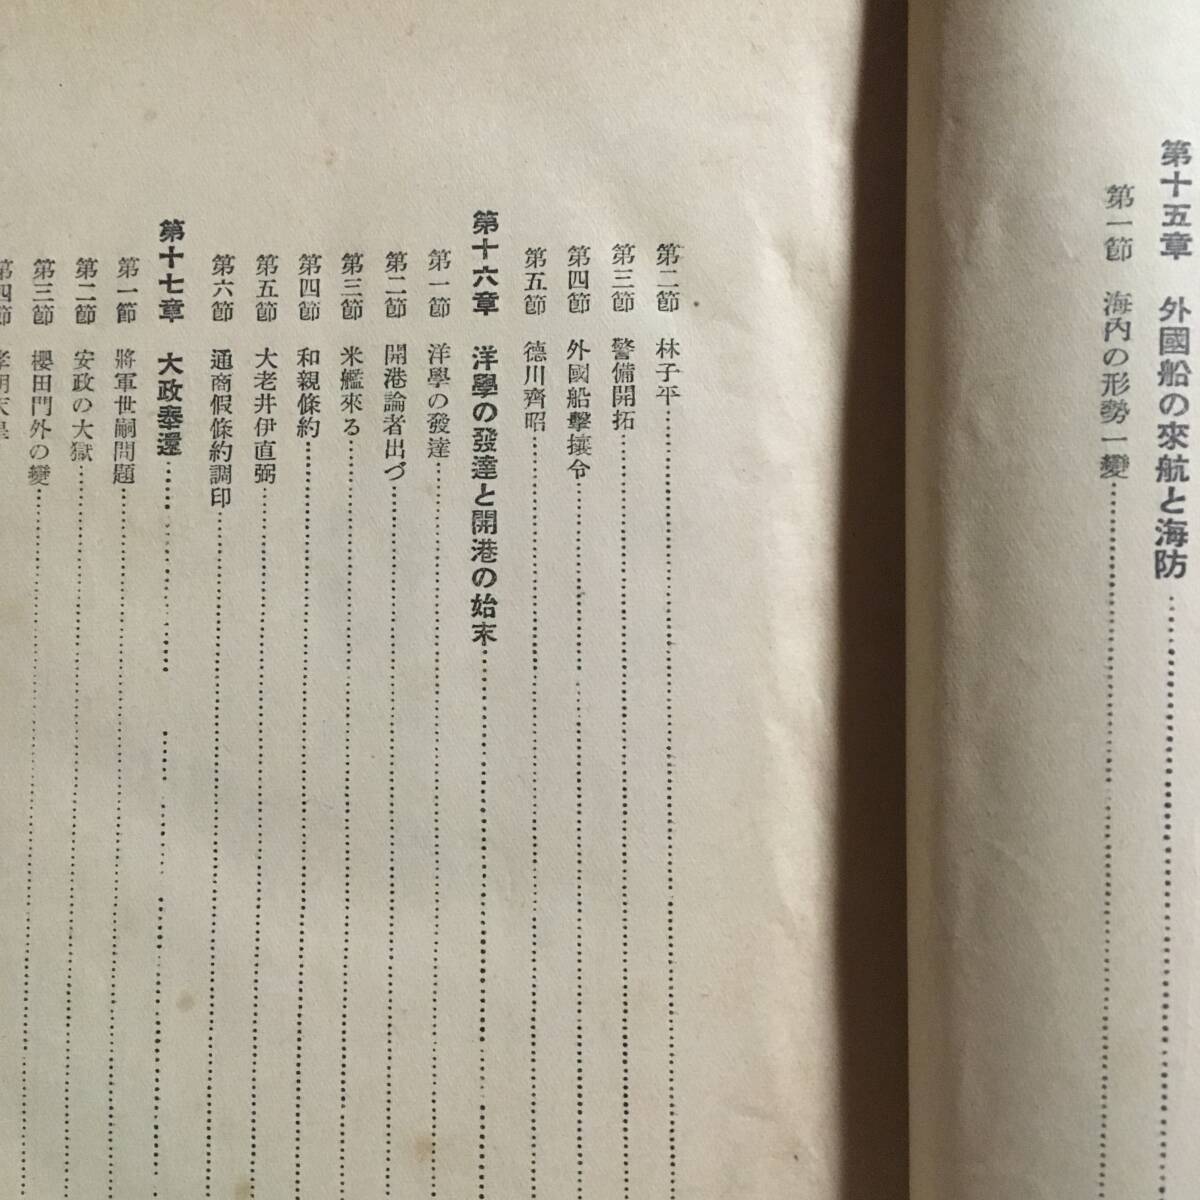 第十五章 外國船の來航と海防
第一節 海內の形勢一變
第二節 林子平
第三節 警備開拓
第四節 外國船擊攘令
第五節 德川齊昭
第十六章 洋學の發達と開港の始末
第一節 洋學の發達
第二節 開港論者出づ
第三節 米艦來る
第四節 和親條約
第五節 大老井伊直弼
第六節 通商假條約調印
第十七章 大政奉還
第一節 將軍世嗣問題
第二節 安政の大獄
第三節 櫻田門外の變
第四節 孝明天皇